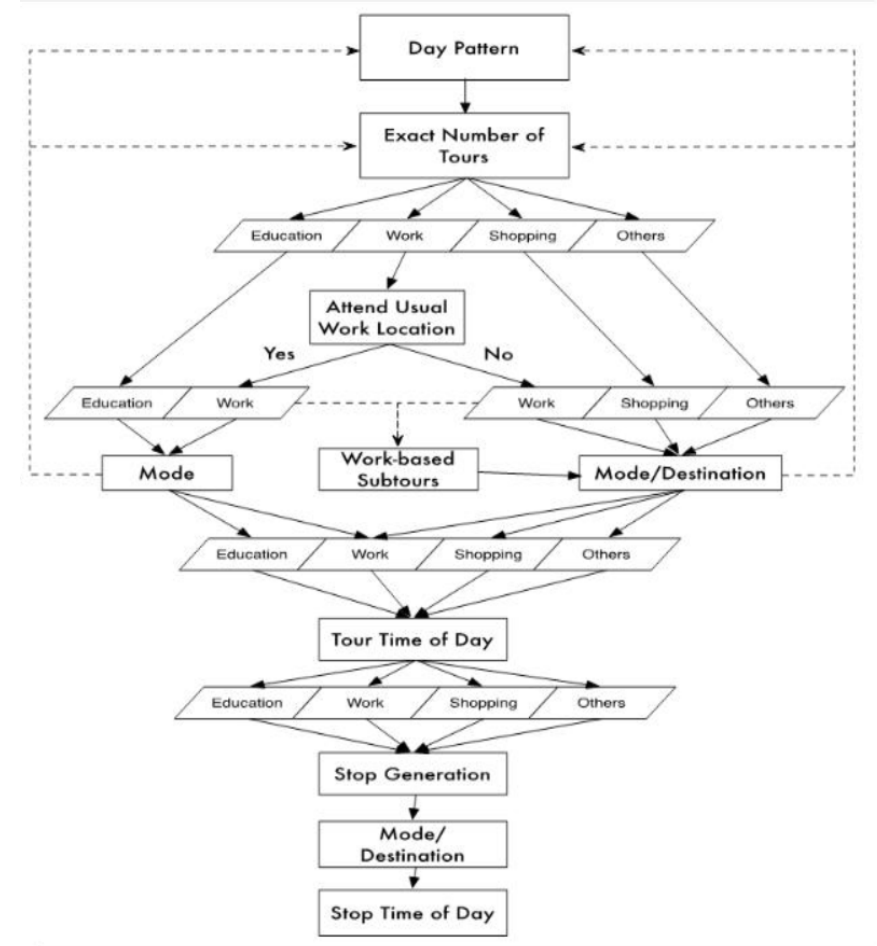 Day Pattern
Exact Number of
Tours
Education
Work
Shopping
Others
Attend Usual
Work Location
Yes
No
Education
Work
Work
Shopping
Others
Mode
Work-based
Subtours
Mode/Destination
Education
Work
Shopping
Others
Tour Time of Day
Education
Work
Shopping
Others
Stop Generation
Mode/
Destination
Stop Time of Day